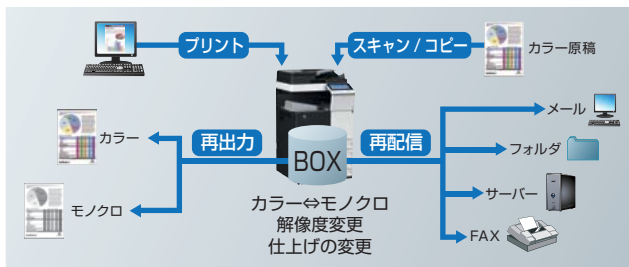 プリント
スキャン / コピー
カラー原稿
カラー
モノクロ
再出力
BOX
再配信
メール
フォルダ
サーバー
FAX
カラー⇔モノクロ
解像度変更
仕上げの変更